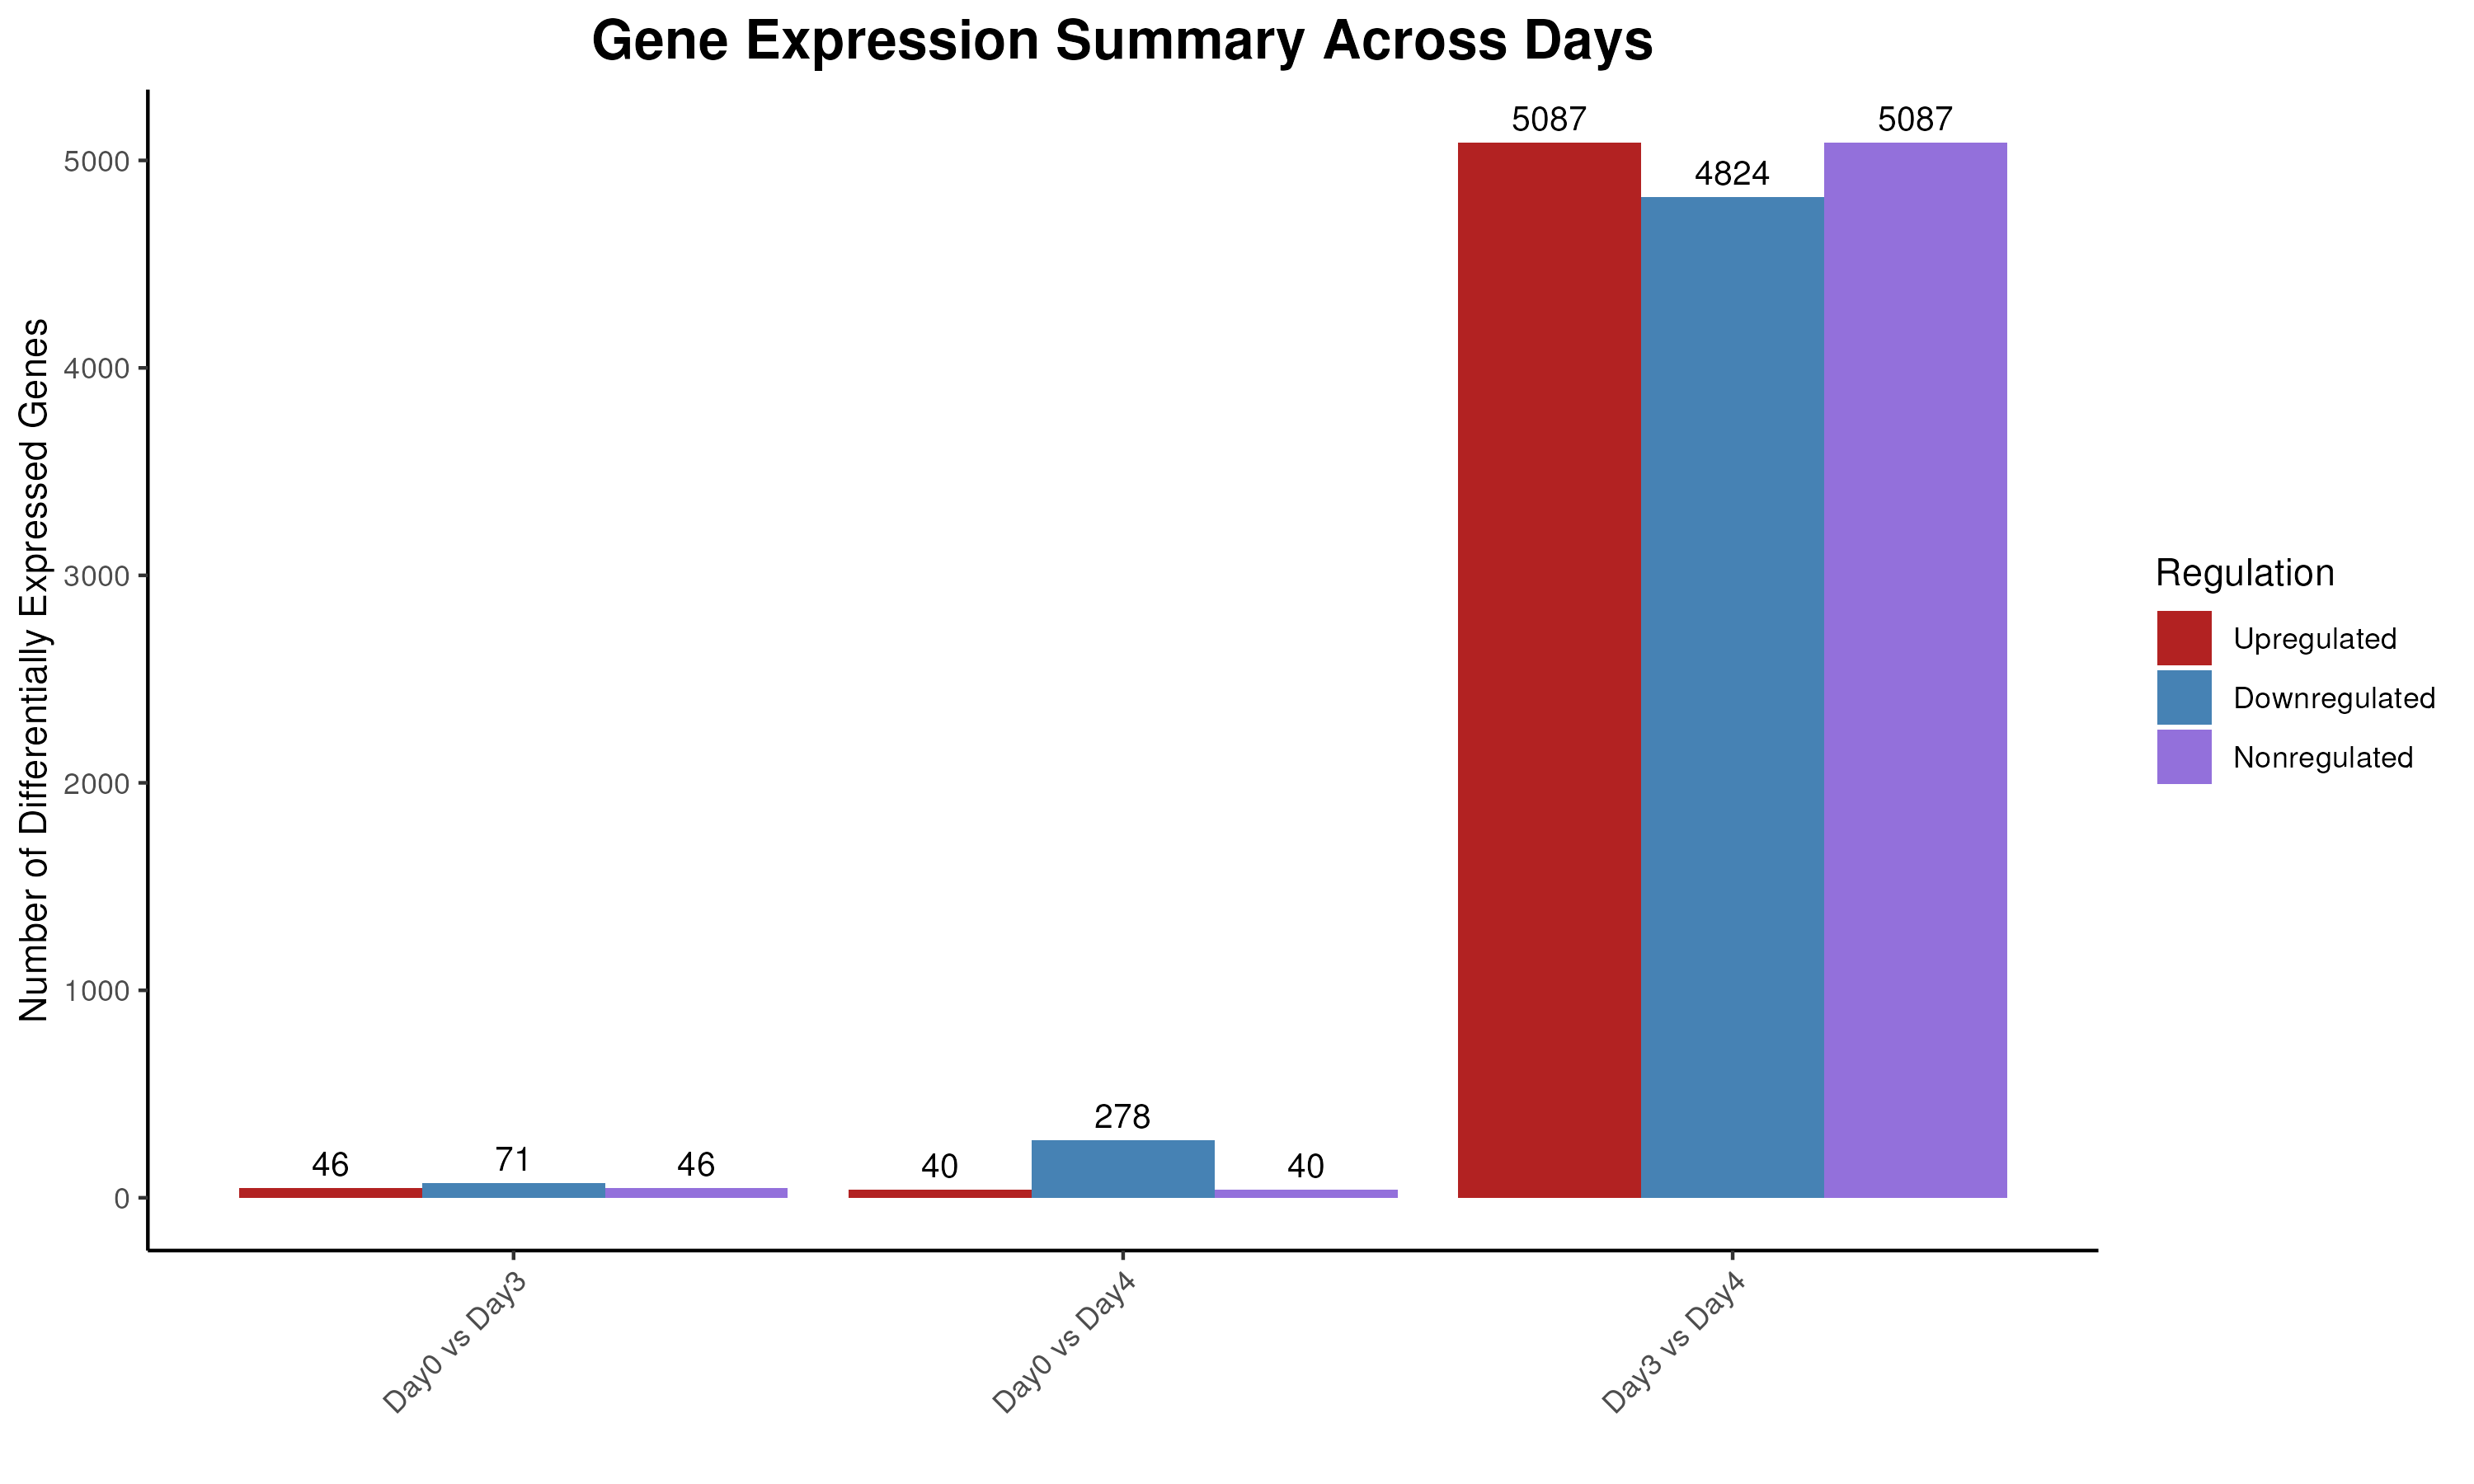 Gene Expression Summary Across Days
Number of Differentially Expressed Genes
5000
4000
3000
2000
1000
0
46
71
46
40
278
40
5087
4824
5087
Day0 vs Day3
Day0 vs Day4
Day3 vs Day4
Regulation
Upregulated
Downregulated
Nonregulated